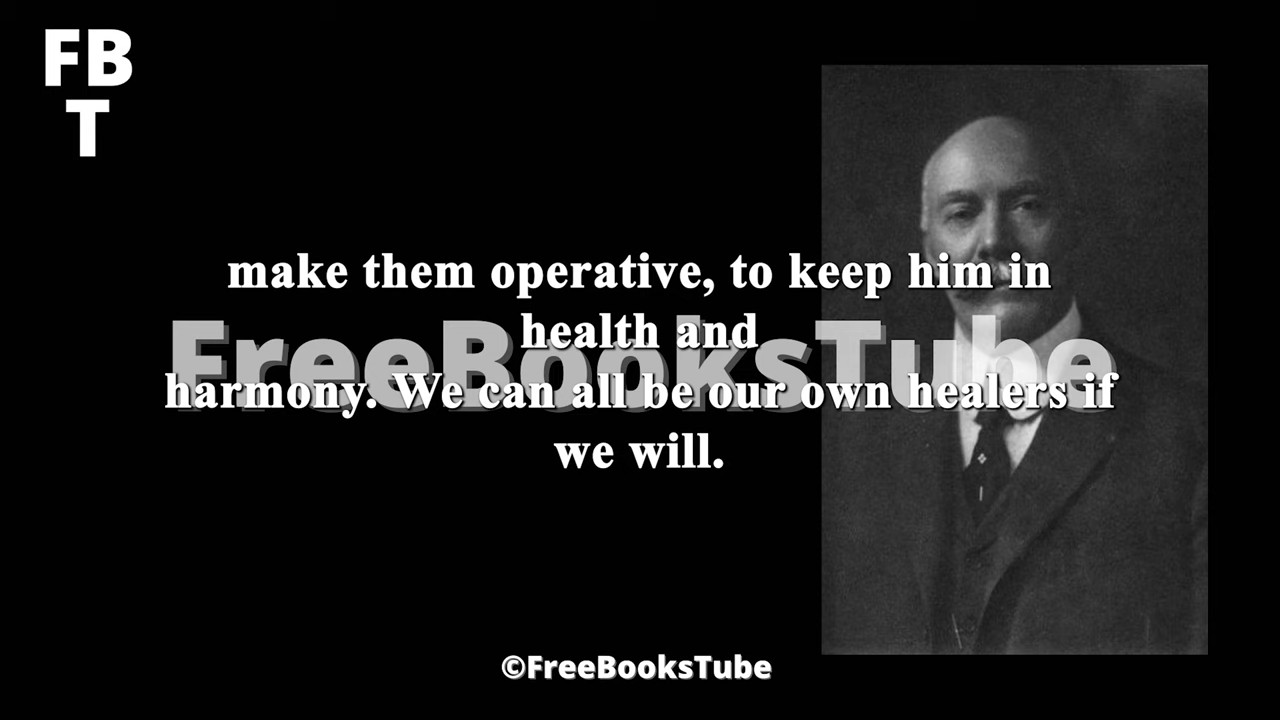 FB
T
make them operative, to keep him in
health and
FreeBooksTube
harmony. We can all be our own healers if
we will.
©FreeBooksTube